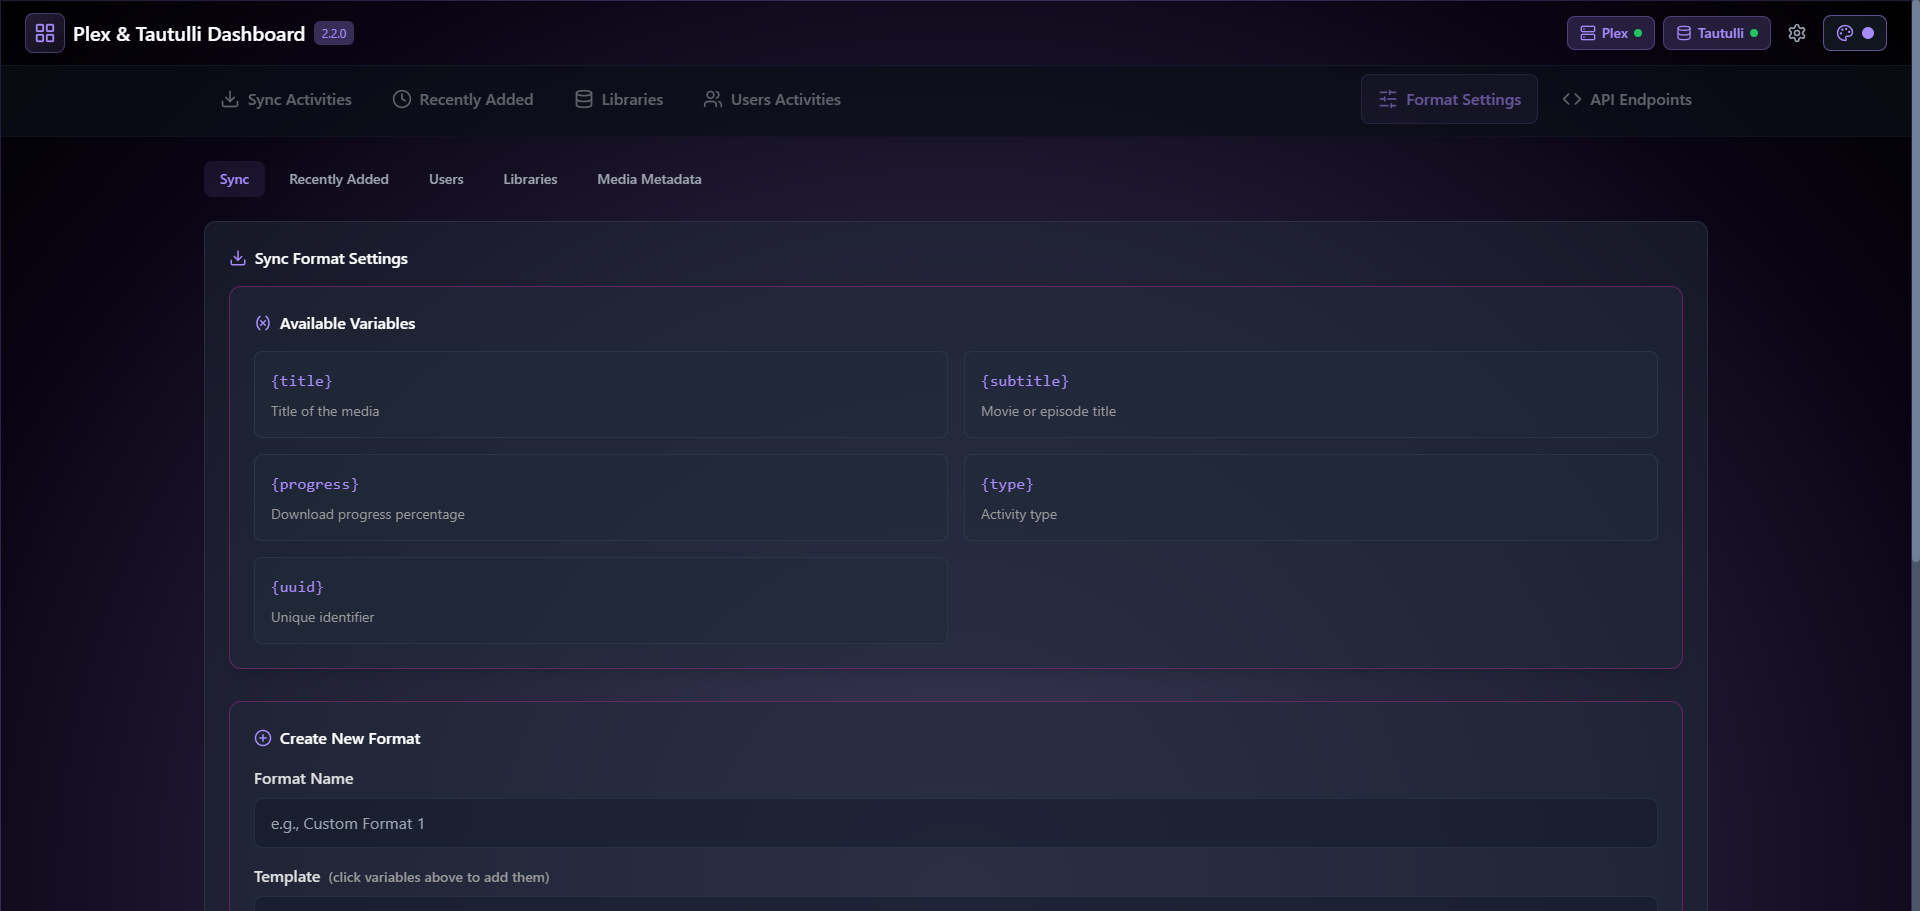 Plex & Tautulli Dashboard 2.2.0
Plex
Tautulli
Sync Activities
Recently Added
Libraries
Users Activities
Format Settings
API Endpoints
Sync
Recently Added
Users
Libraries
Media Metadata
Sync Format Settings
Available Variables
{title}
Title of the media
{subtitle}
Movie or episode title
{progress}
Download progress percentage
{type}
Activity type
{uuid}
Unique identifier
Create New Format
Format Name
e.g., Custom Format 1
Template (click variables above to add them)